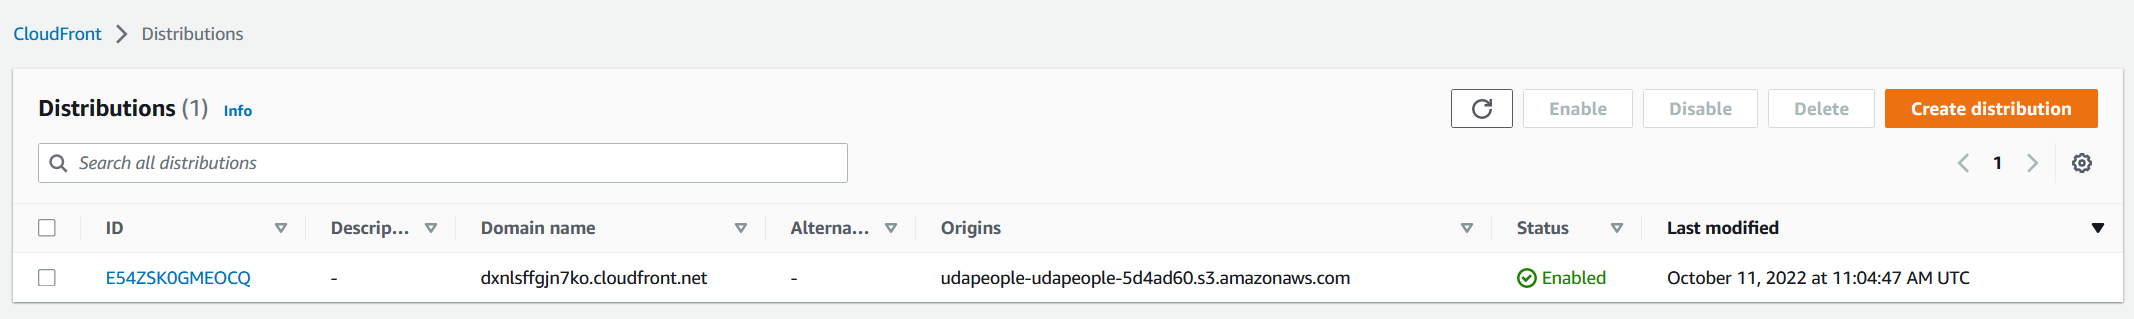 CloudFront > Distributions
Distributions (1) Info
Enable Disable Delete Create distribution
Search all distributions
1
ID Descrip... Domain name Alterna... Origins Status Last modified
E54ZSK0GMEOCQ - dxnlsffgjn7ko.cloudfront.net - udapeople-udapeople-5d4ad60.s3.amazonaws.com Enabled October 11, 2022 at 11:04:47 AM UTC